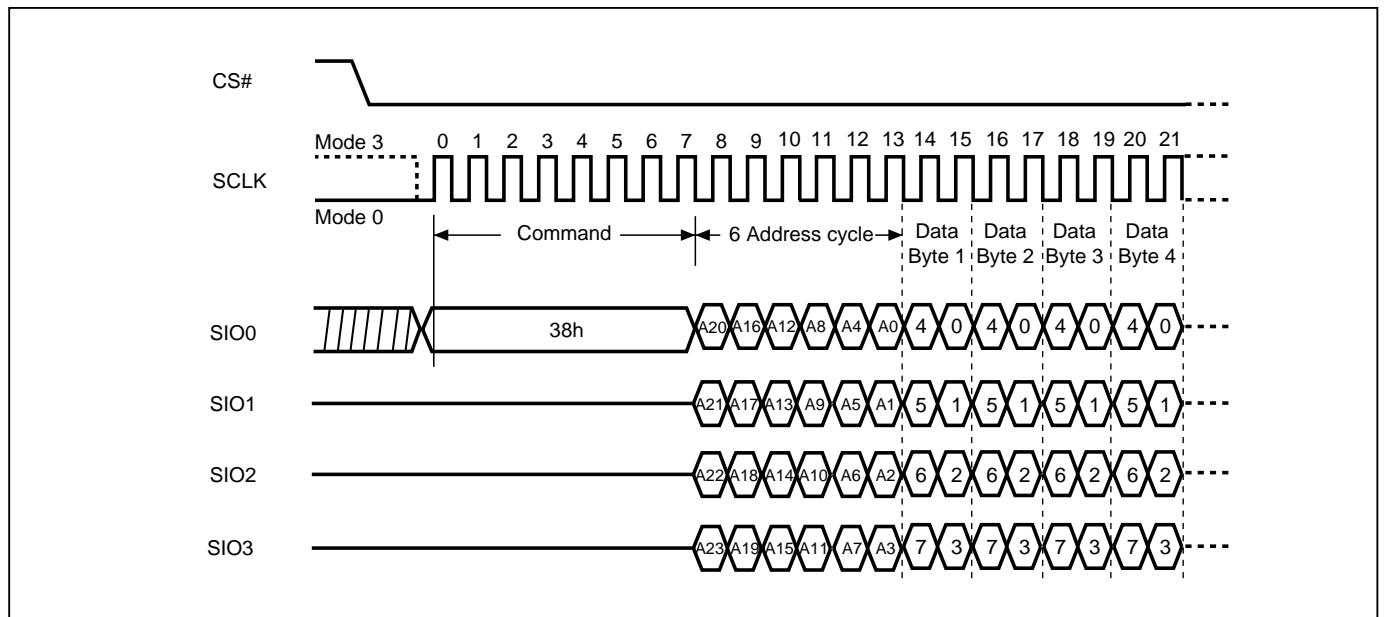 CS#
Mode 3
0 1 2 3 4 5 6 7 8 9 10 11 12 13 14 15 16 17 18 19 20 21
SCLK
Mode 0
Command
6 Address cycle
Data Byte 1
Data Byte 2
Data Byte 3
Data Byte 4
SIO0 38h A20 A16 A12 A8 A4 A0 4 0 4 0 4 0 4 0
SIO1 A21 A17 A13 A9 A5 A1 5 1 5 1 5 1 5 1
SIO2 A22 A18 A14 A10 A6 A2 6 2 6 2 6 2 6 2
SIO3 A23 A19 A15 A11 A7 A3 7 3 7 3 7 3 7 3